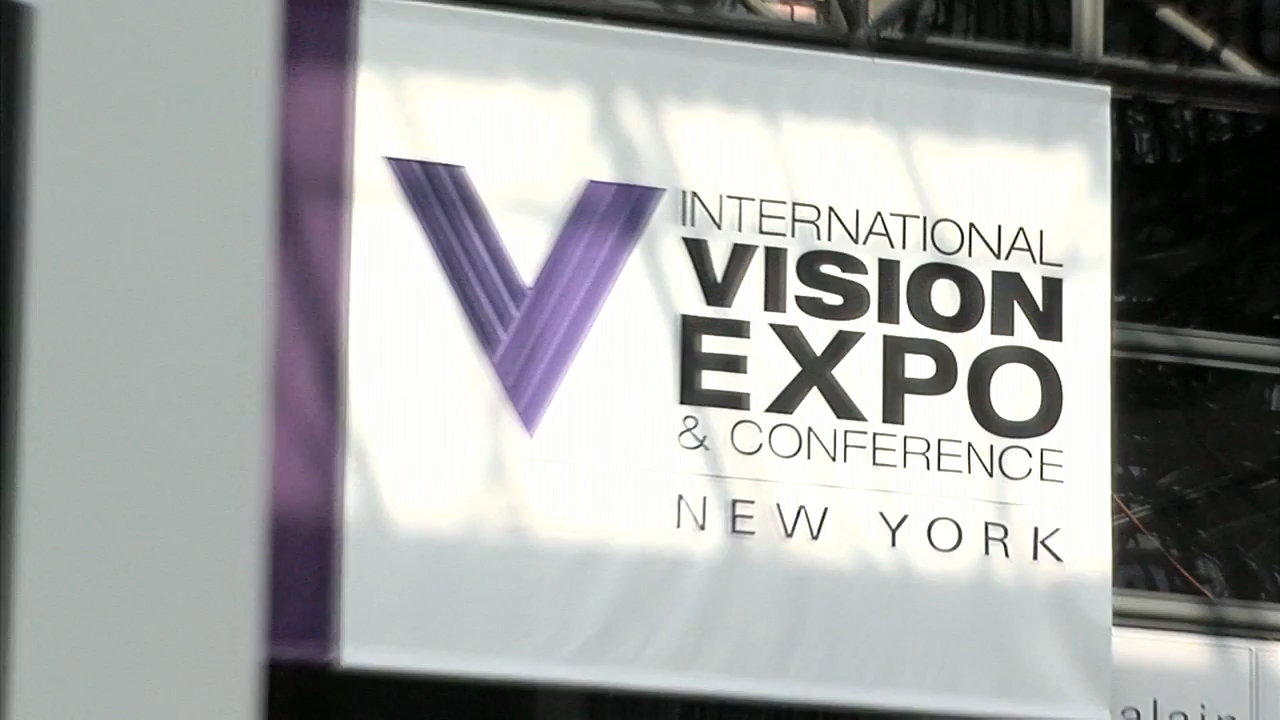 INTERNATIONAL
VISION
EXPO
& CONFERENCE
NEW YORK